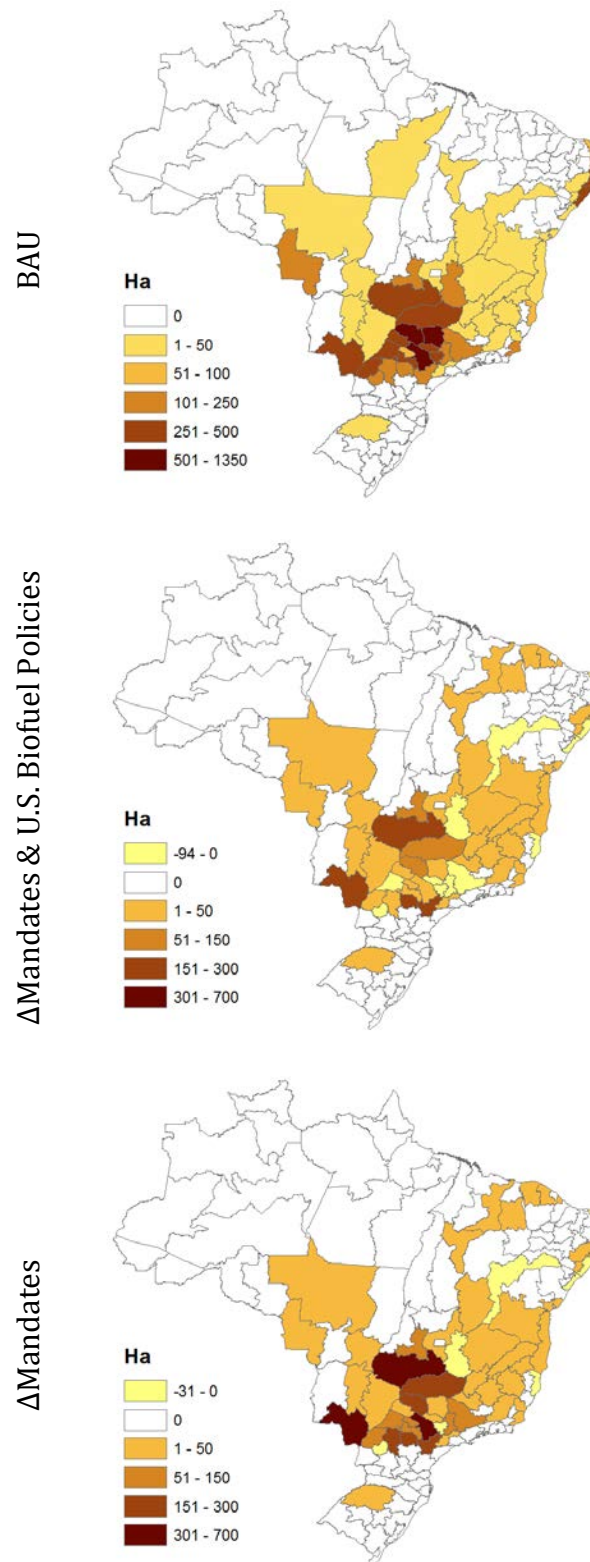 BAU
Ha
0
1 - 50
51 - 100
101 - 250
251 - 500
501 - 1350
ΔMandates & U.S. Biofuel Policies
Ha
-94 - 0
0
1 - 50
51 - 150
151 - 300
301 - 700
ΔMandates
Ha
-31 - 0
0
1 - 50
51 - 150
151 - 300
301 - 700